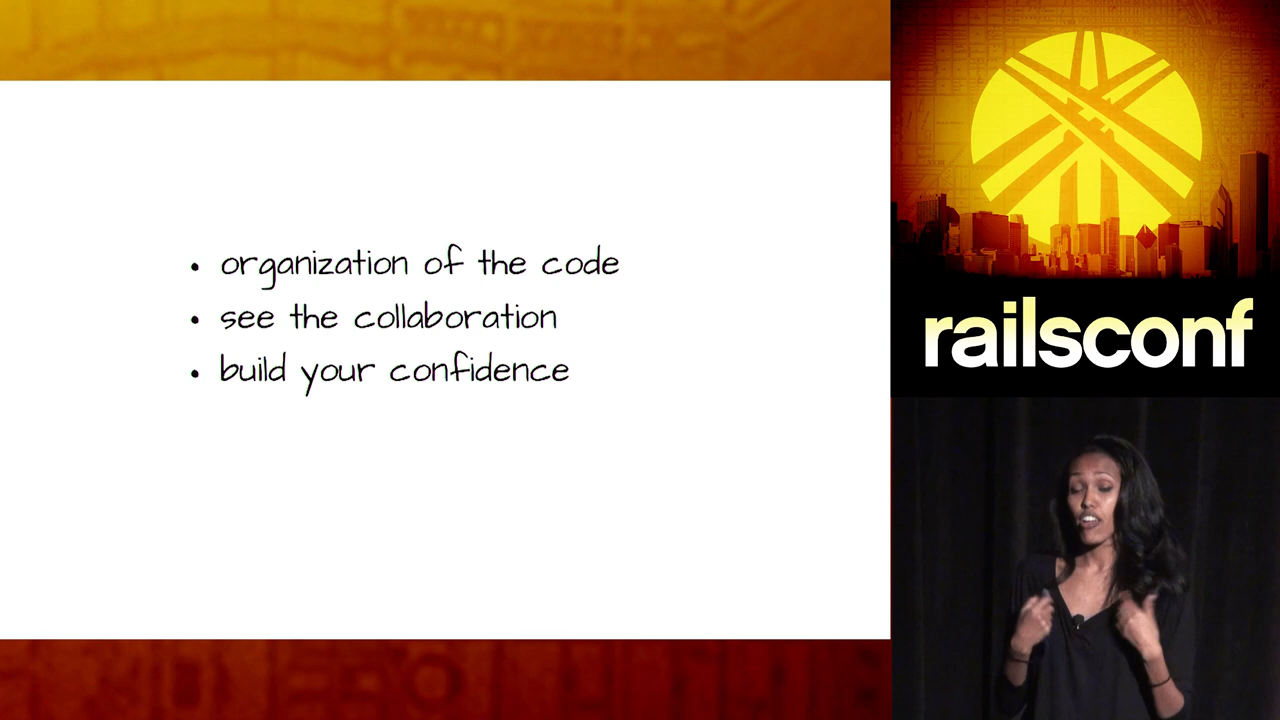 • organization of the code
• see the collaboration
• build your confidence
railsconf